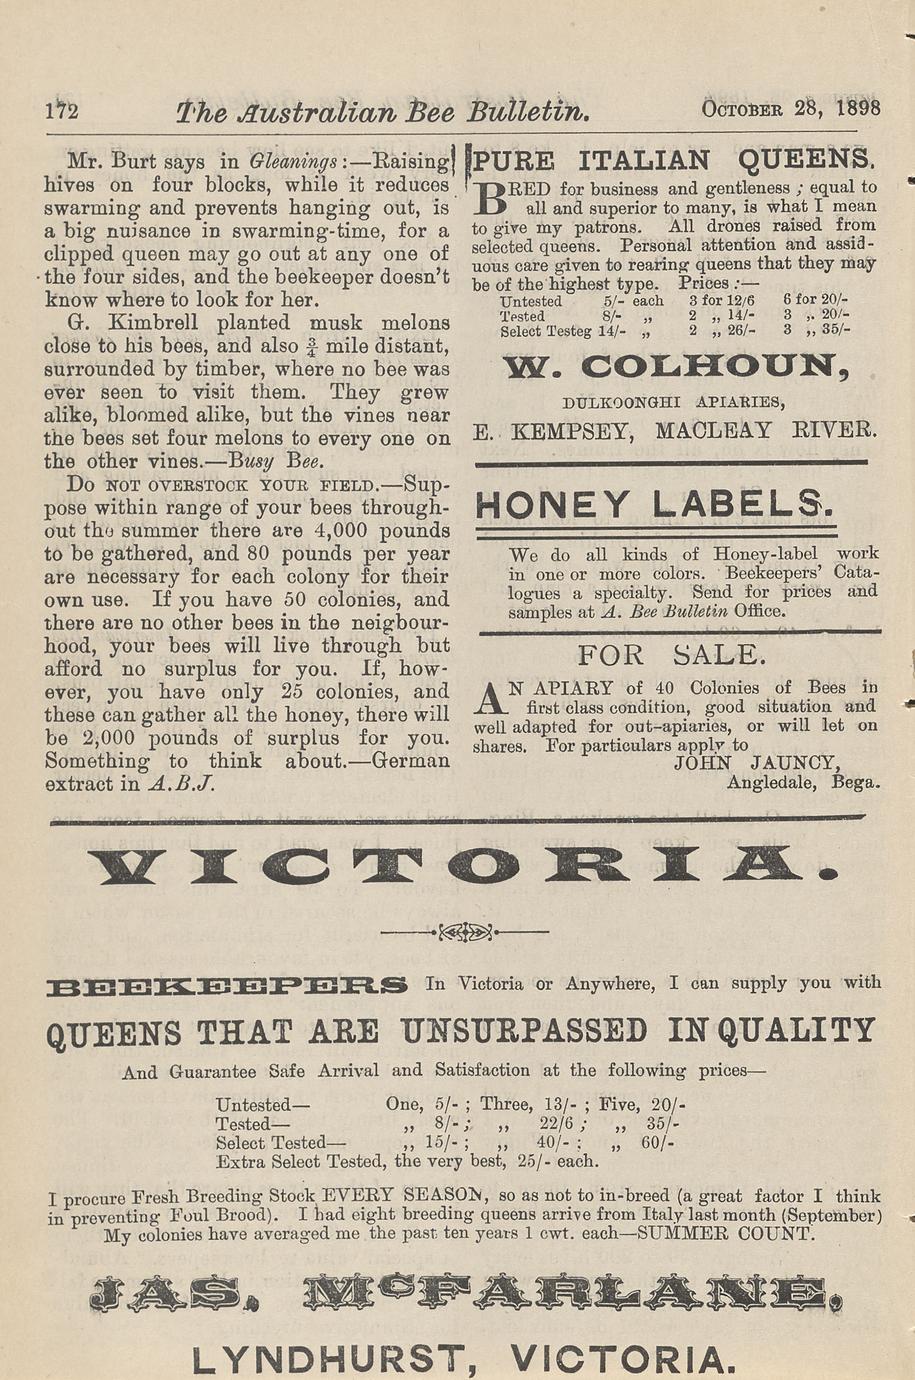 172 The Australian Bee Bulletin. OCTOBER 28, 1898
Mr. Burt says in Gleanings:—Raising
hives on four blocks, while it reduces
swarming and prevents hanging out, is
a big nuisance in swarming-time, for a
clipped queen may go out at any one of
the four sides, and the beekeeper doesn't
know where to look for her.
G. Kimbrell planted musk melons
close to his bees, and also ¾ mile distant,
surrounded by timber, where no bee was
ever seen to visit them. They grew
alike, bloomed alike, but the vines near
the bees set four melons to every one on
the other vines.—Busy Bee.
DO NOT OVERSTOCK YOUR FIELD.—Sup-
pose within range of your bees through-
out the summer there are 4,000 pounds
to be gathered, and 80 pounds per year
are necessary for each colony for their
own use. If you have 50 colonies, and
there are no other bees in the neigbour-
hood, your bees will live through but
afford no surplus for you. If, how-
ever, you have only 25 colonies, and
these can gather all the honey, there will
be 2,000 pounds of surplus for you.
Something to think about.—German
extract in A.B.J.
PURE ITALIAN QUEENS.
BRED for business and gentleness ; equal to
all and superior to many, is what I mean
to give my patrons. All drones raised from
selected queens. Personal attention and assid-
uous care given to rearing queens that they may
be of the highest type. Prices :—
Untested 5/- each 3 for 12/6 6 for 20/-
Tested 8/- „ 2 „ 14/- 3 „ 20/-
Select Testeg 14/- „ 2 „ 26/- 3 „ 35/-
W. COLHOUN,
DULKOONGHI APIARIES,
E. KEMPSEY, MACLEAY RIVER.
HONEY LABELS.
We do all kinds of Honey-label work
in one or more colors. Beekeepers' Cata-
logues a specialty. Send for prices and
samples at A. Bee Bulletin Office.
FOR SALE.
AN APIARY of 40 Colonies of Bees in
first class condition, good situation and
well adapted for out-apiaries, or will let on
shares. For particulars apply to
JOHN JAUNCY,
Angledale, Bega.
VICTORIA.
BEEKEEPERS In Victoria or Anywhere, I can supply you with
QUEENS THAT ARE UNSURPASSED IN QUALITY
And Guarantee Safe Arrival and Satisfaction at the following prices—
Untested— One, 5/- ; Three, 13/- ; Five, 20/-
Tested— „ 8/- ; „ 22/6 ; „ 35/-
Select Tested— „ 15/- ; „ 40/- ; „ 60/-
Extra Select Tested, the very best, 25/- each.
I procure Fresh Breeding Stock EVERY SEASON, so as not to in-breed (a great factor I think
in preventing Foul Brood). I had eight breeding queens arrive from Italy last month (September)
My colonies have averaged me the past ten years 1 cwt. each—SUMMER COUNT.
JAS. McFARLANE,
LYNDHURST, VICTORIA.